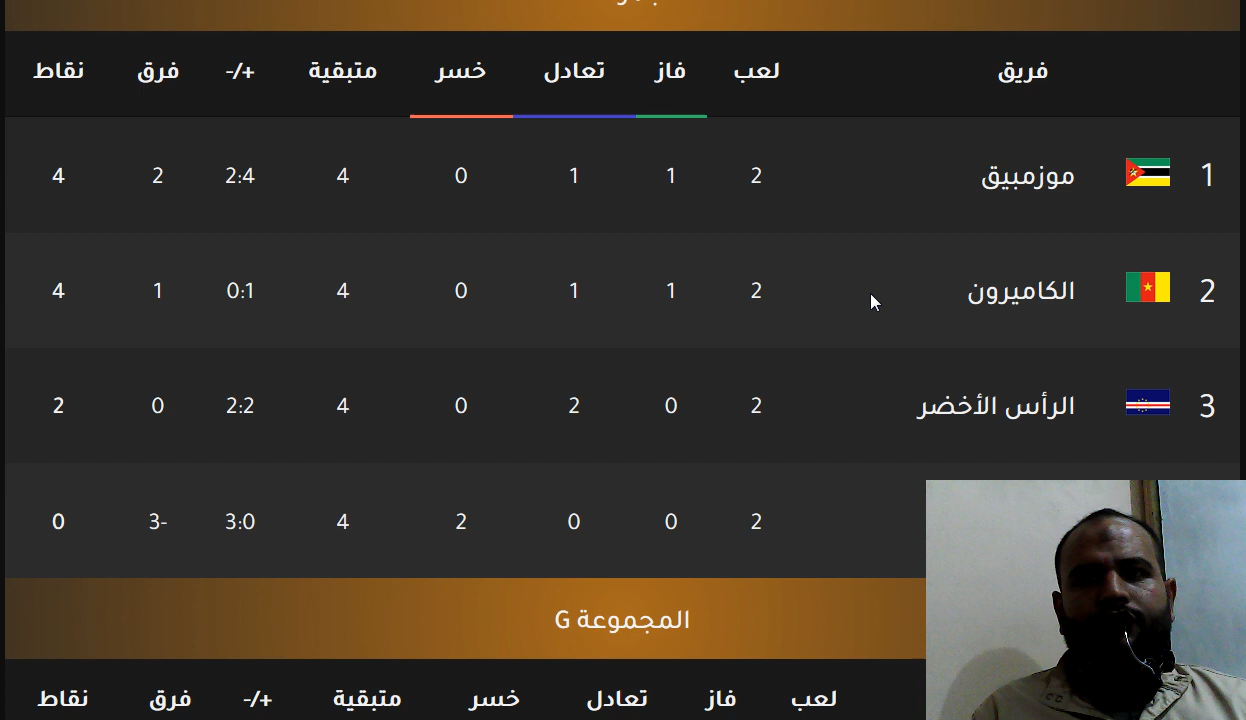 فريق لعب فاز تعادل خسر متبقية +/- فرق نقاط
1 موزمبيق 2 1 1 0 4 2:4 2 4
2 الكاميرون 2 1 1 0 4 0:1 1 4
3 الرأس الأخضر 2 0 2 0 4 2:2 0 2
2 0 0 2 4 3:0 3- 0
المجموعة G
لعب فاز تعادل خسر متبقية +/- فرق نقاط